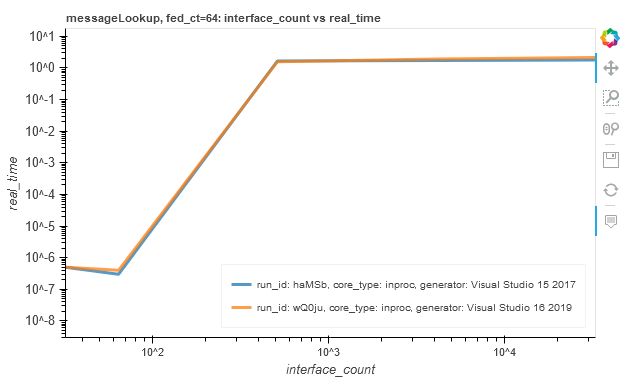 messageLookup, fed_ct=64: interface_count vs real_time
10^1
10^0
10^-1
10^-2
10^-3
10^-4
10^-5
10^-6
10^-7
10^-8
real_time
run_id: haMSb, core_type: inproc, generator: Visual Studio 15 2017
run_id: wQ0ju, core_type: inproc, generator: Visual Studio 16 2019
10^2 10^3 10^4
interface_count